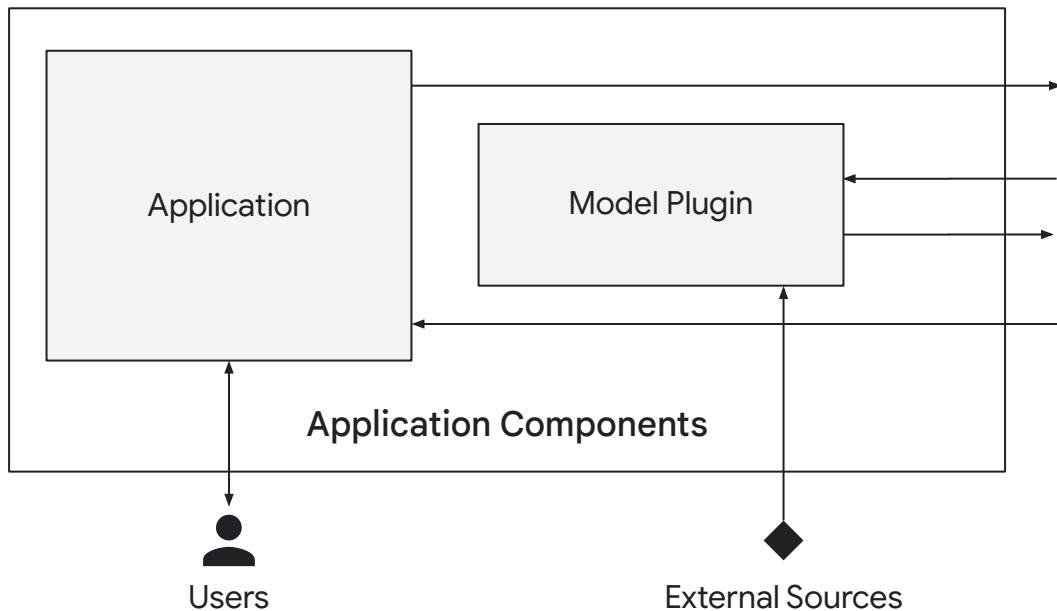 Application
Model Plugin
Application Components
Users
External Sources